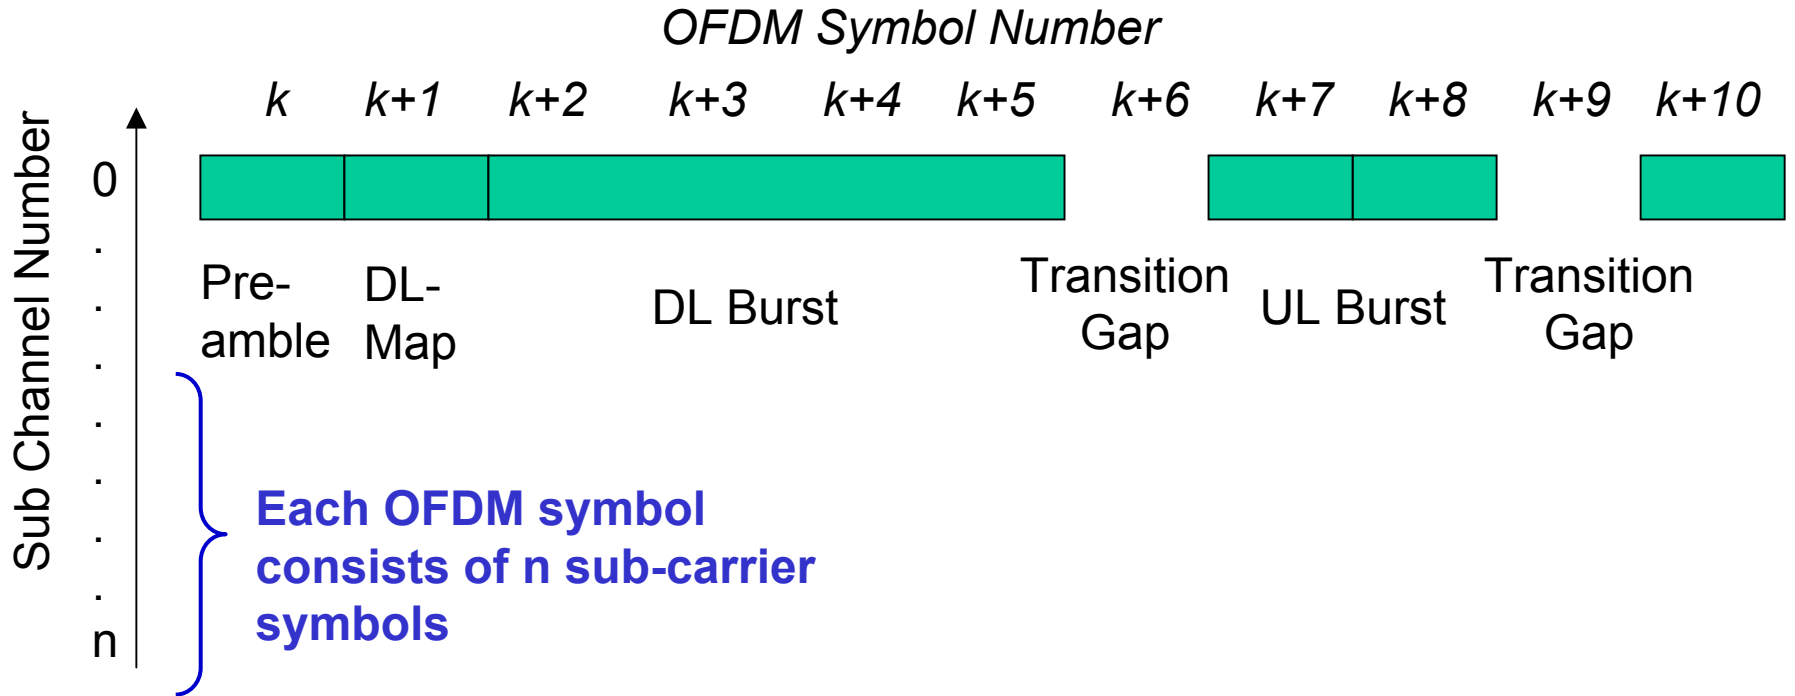 OFDM Symbol Number
k k+1 k+2 k+3 k+4 k+5 k+6 k+7 k+8 k+9 k+10
Sub Channel Number
0
.
.
.
.
.
.
.
n
Pre-
amble
DL-
Map
DL Burst
Transition
Gap
UL Burst
Transition
Gap
Each OFDM symbol
consists of n sub-carrier
symbols